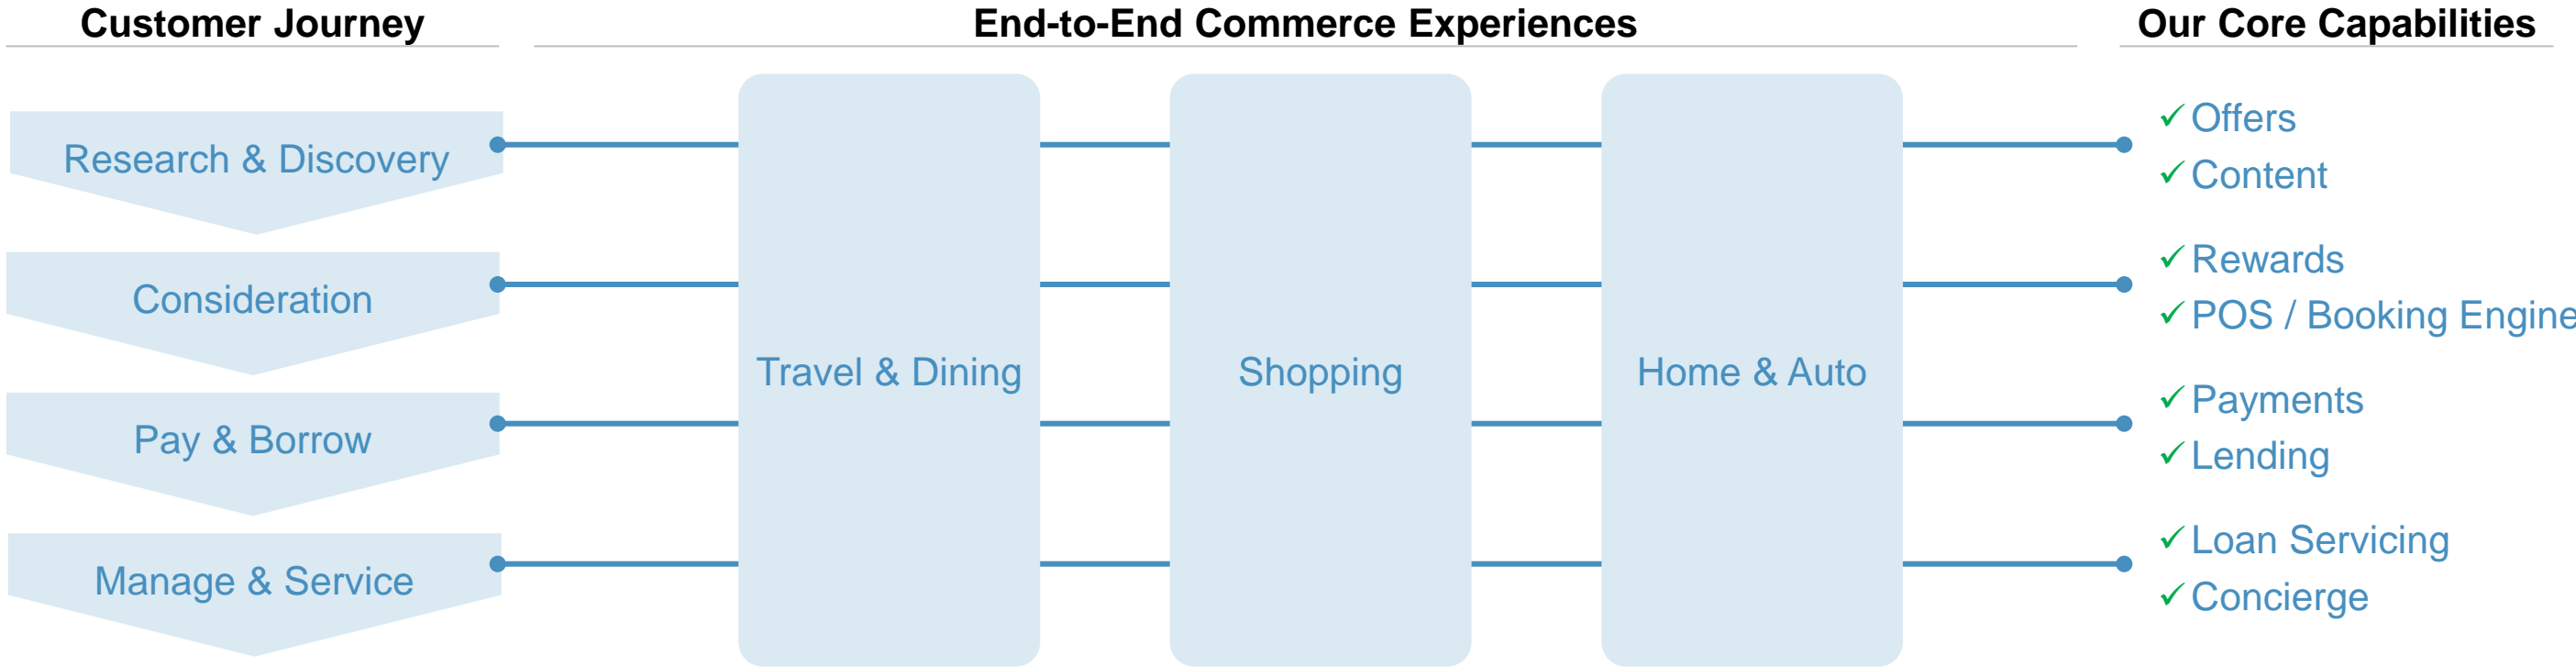 Customer Journey
End-to-End Commerce Experiences
Our Core Capabilities
Research & Discovery
Consideration
Pay & Borrow
Manage & Service
Travel & Dining
Shopping
Home & Auto
✓ Offers
✓ Content
✓ Rewards
✓ POS / Booking Engine
✓ Payments
✓ Lending
✓ Loan Servicing
✓ Concierge